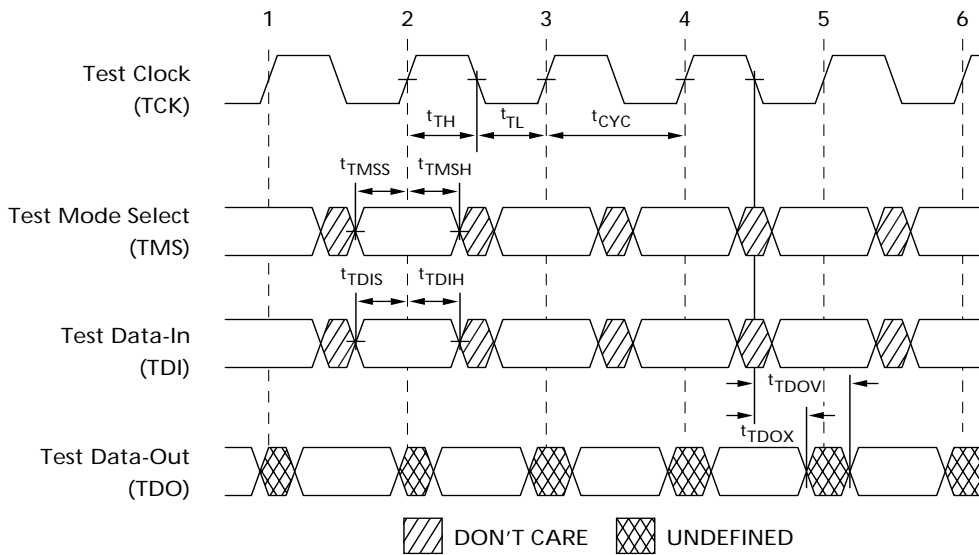 1 2 3 4 5 6
Test Clock
(TCK)
tTH tTL tCYC
tTMSS tTMSH
Test Mode Select
(TMS)
tTDIS tTDIH
Test Data-In
(TDI)
tTDOV
tTDOX
Test Data-Out
(TDO)
DON'T CARE UNDEFINED